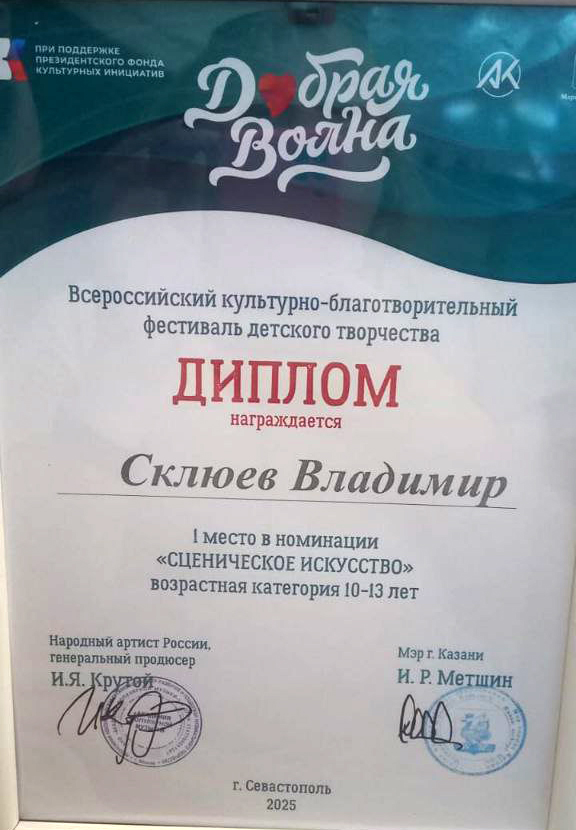 ПРИ ПОДДЕРЖКЕ
ПРЕЗИДЕНТСКОГО ФОНДА
КУЛЬТУРНЫХ ИНИЦИАТИВ
Добрая
Волна
АК
Всероссийский культурно-благотворительный
фестиваль детского творчества
ДИПЛОМ
награждается
Склюев Владимир
I место в номинации
«СЦЕНИЧЕСКОЕ ИСКУССТВО»
возрастная категория 10-13 лет
Народный артист России,
генеральный продюсер
И.Я. Крутой
Мэр г. Казани
И. Р. Метшин
г. Севастополь
2025